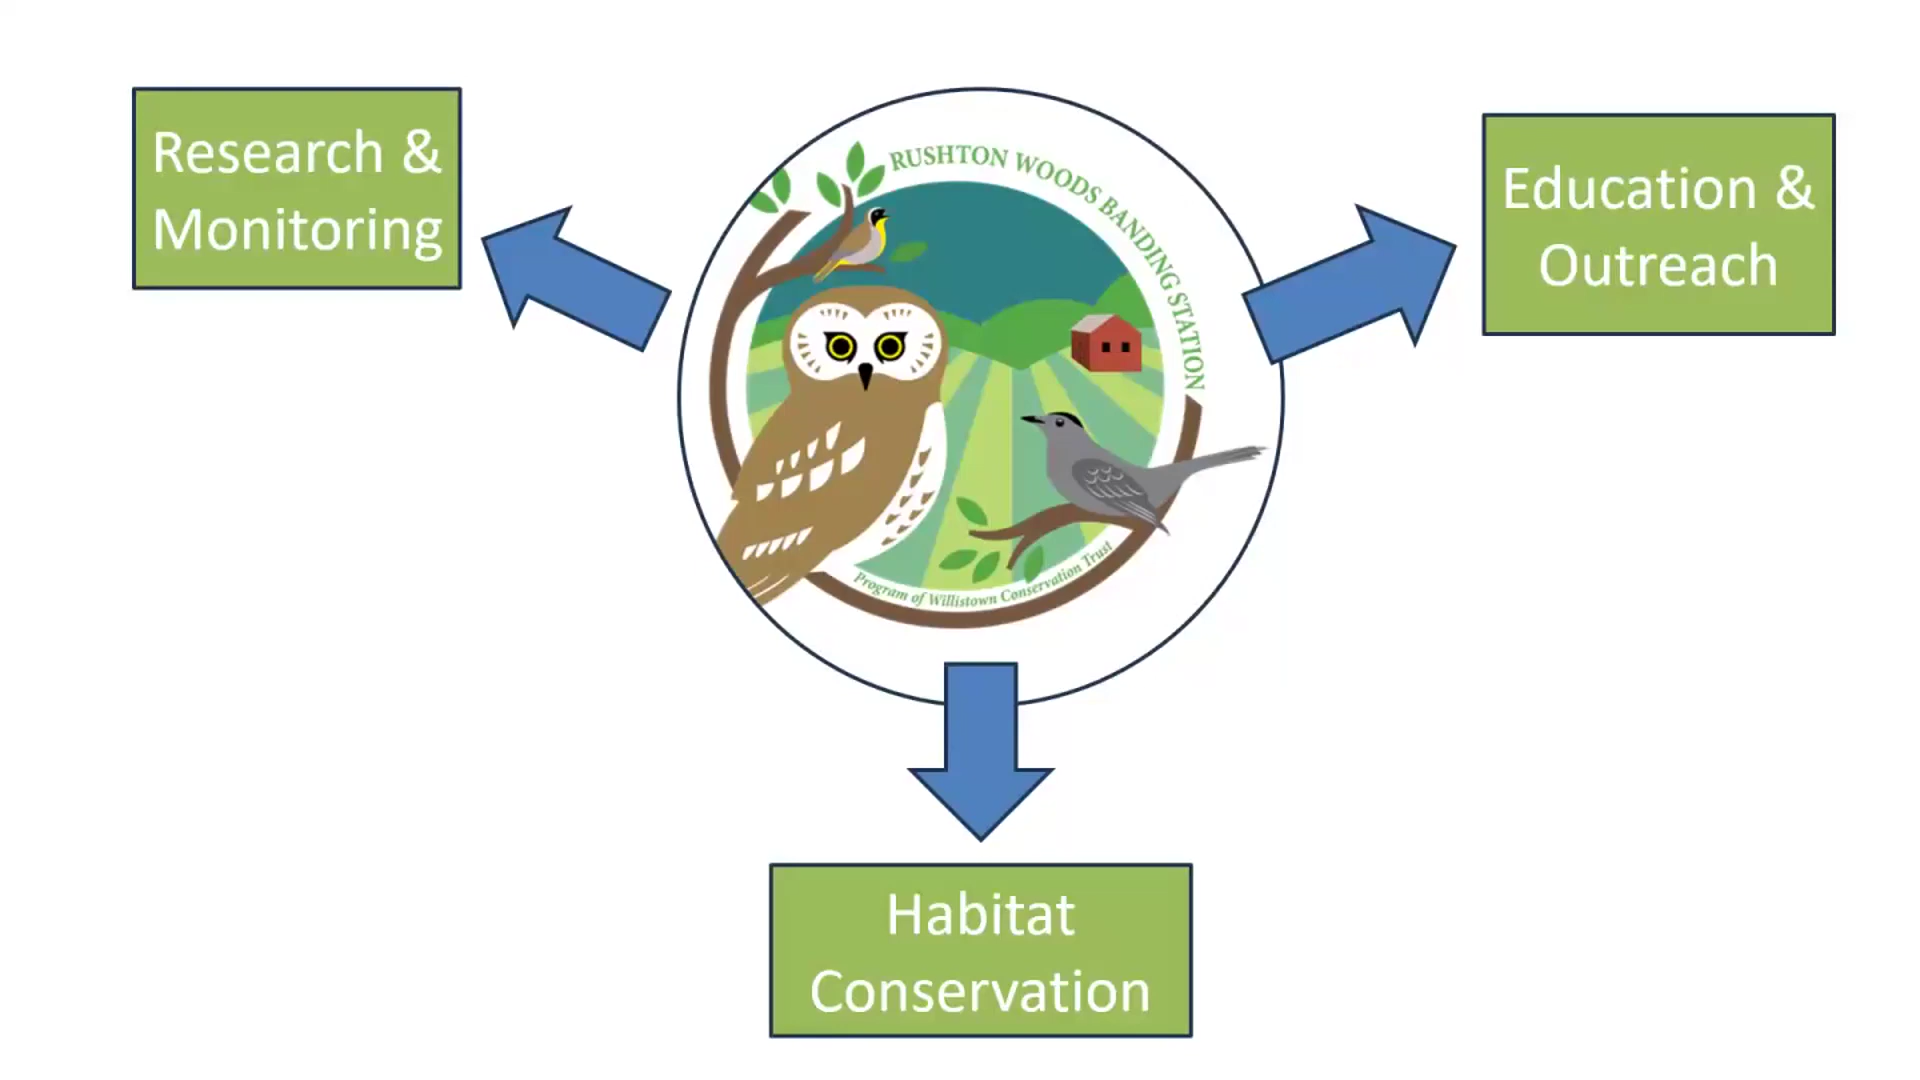 Research &
Monitoring
RUSHTON WOODS BANDING STATION
Program of Willistown Conservation Trust
Education &
Outreach
Habitat
Conservation